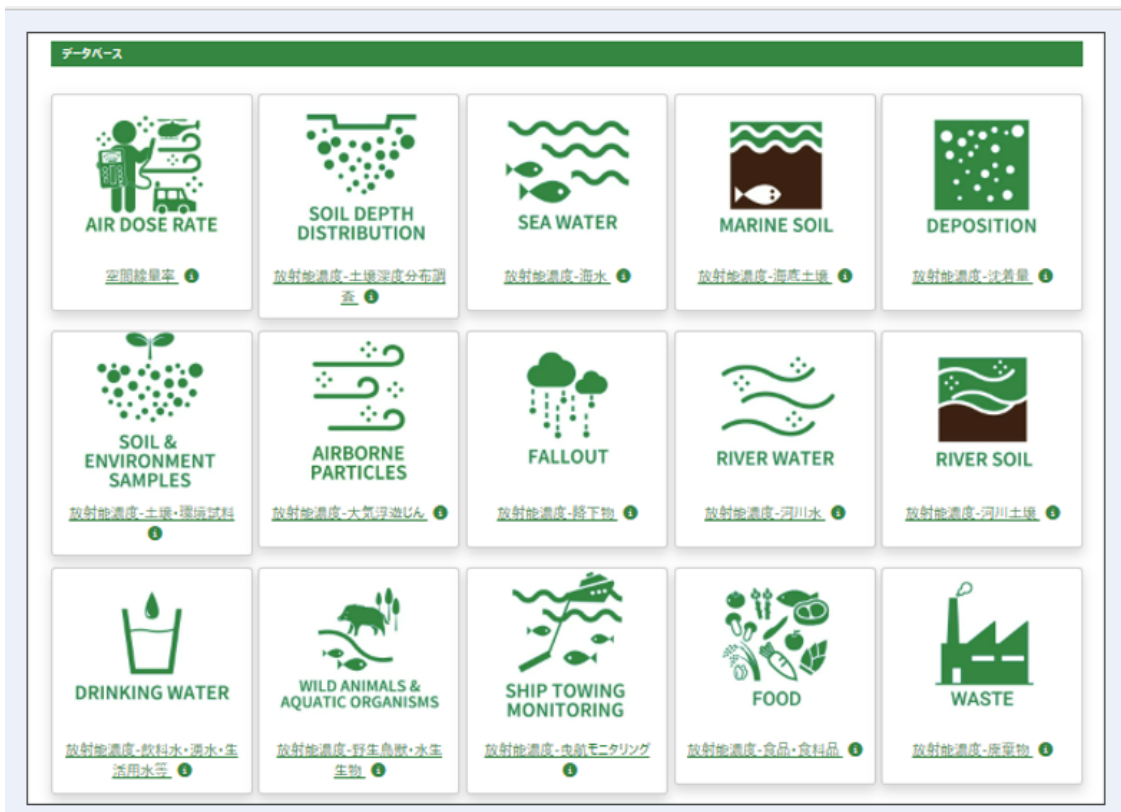 データベース
AIR DOSE RATE
空間線量率
SOIL DEPTH
DISTRIBUTION
放射能濃度-土壌深度分布調
査
SEA WATER
放射能濃度-海水
MARINE SOIL
放射能濃度-海底土壌
DEPOSITION
放射能濃度-沈着量
SOIL &
ENVIRONMENT
SAMPLES
放射能濃度-土壌・環境試料
AIRBORNE
PARTICLES
放射能濃度-大気浮遊じん
FALLOUT
放射能濃度-降下物
RIVER WATER
放射能濃度-河川水
RIVER SOIL
放射能濃度-河川土壌
DRINKING WATER
放射能濃度-飲料水・湧水・生
活用水等
WILD ANIMALS &
AQUATIC ORGANISMS
放射能濃度-野生鳥獣・水生
生物
SHIP TOWING
MONITORING
放射能濃度-曳航モニタリング
FOOD
放射能濃度-食品・食料品
WASTE
放射能濃度-廃棄物